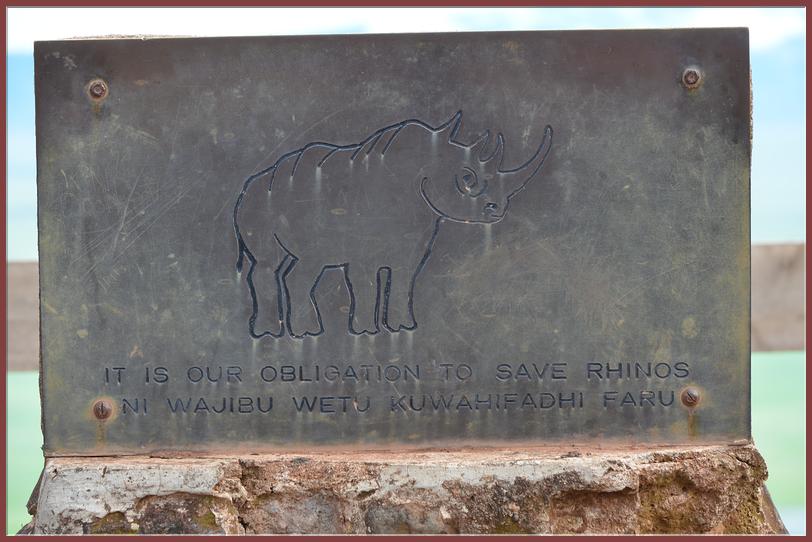 IT IS OUR OBLIGATION TO SAVE RHINOS
NI WAJIBU WETU KUWAHIFADHI FARU